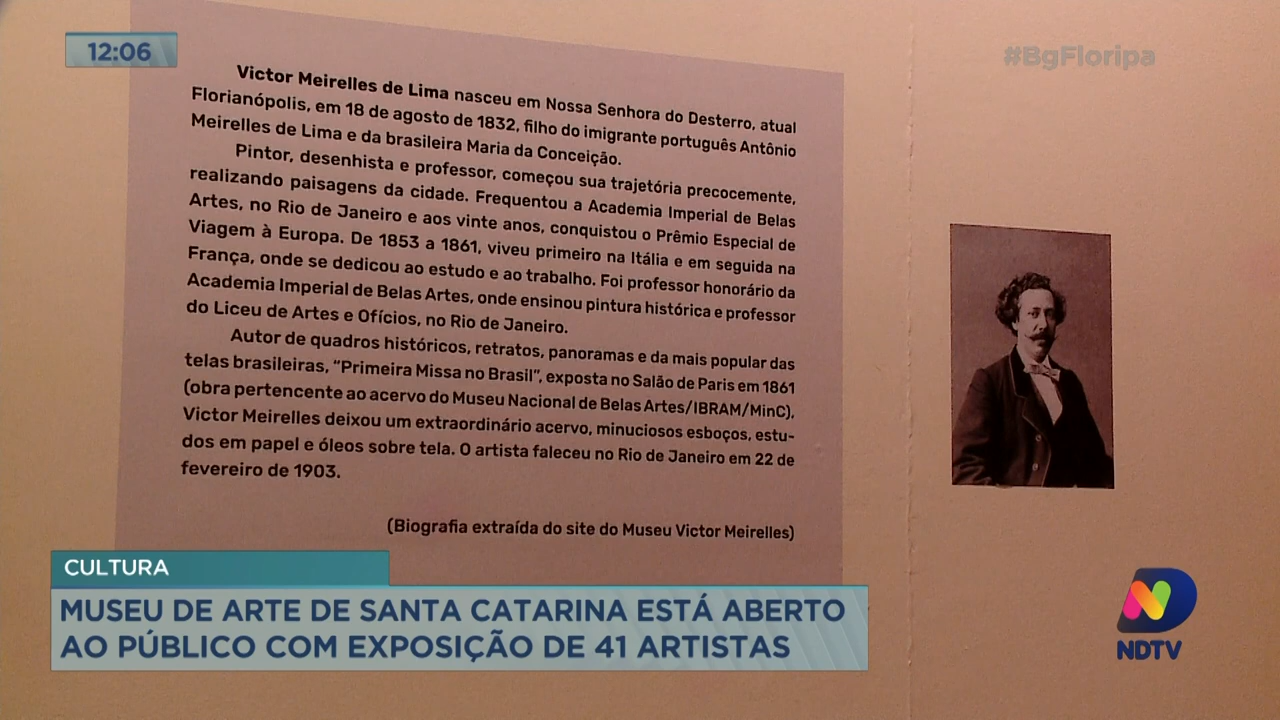 12:06
#BgFloripa
Victor Meirelles de Lima nasceu em Nossa Senhora do Desterro, atual
Florianópolis, em 18 de agosto de 1832, filho do imigrante português Antônio
Meirelles de Lima e da brasileira Maria da Conceição.
Pintor, desenhista e professor, começou sua trajetória precocemente,
realizando paisagens da cidade. Frequentou a Academia Imperial de Belas
Artes, no Rio de Janeiro e aos vinte anos, conquistou o Prêmio Especial de
Viagem à Europa. De 1853 a 1861, viveu primeiro na Itália e em seguida na
França, onde se dedicou ao estudo e ao trabalho. Foi professor honorário da
Academia Imperial de Belas Artes, onde ensinou pintura histórica e professor
do Liceu de Artes e Ofícios, no Rio de Janeiro.
Autor de quadros históricos, retratos, panoramas e da mais popular das
telas brasileiras, “Primeira Missa no Brasil”, exposta no Salão de Paris em 1861
(obra pertencente ao acervo do Museu Nacional de Belas Artes/IBRAM/MinC),
Victor Meirelles deixou um extraordinário acervo, minuciosos esboços, estu-
dos em papel e óleos sobre tela. O artista faleceu no Rio de Janeiro em 22 de
fevereiro de 1903.
(Biografia extraída do site do Museu Victor Meirelles)
CULTURA
MUSEU DE ARTE DE SANTA CATARINA ESTÁ ABERTO
AO PÚBLICO COM EXPOSIÇÃO DE 41 ARTISTAS
NDTV